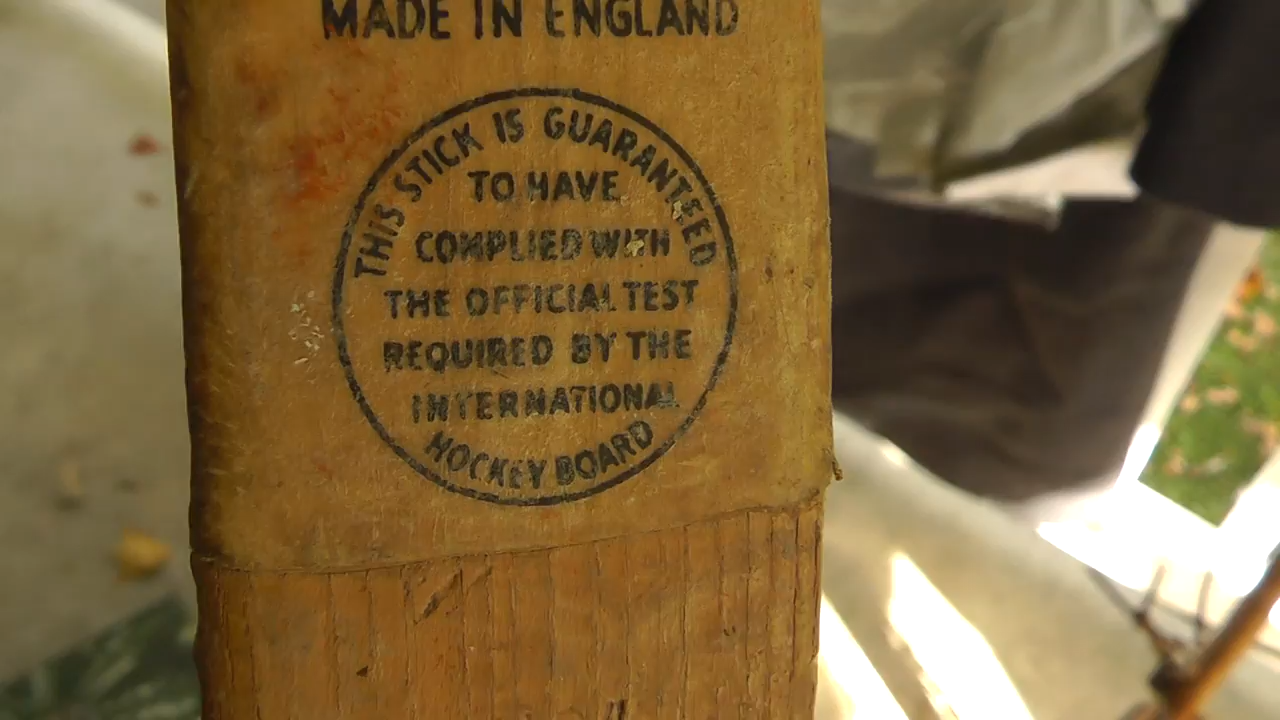 MADE IN ENGLAND
THIS STICK IS GUARANTEED
TO HAVE
COMPLIED WITH
THE OFFICIAL TEST
REQUIRED BY THE
INTERNATIONAL
HOCKEY BOARD